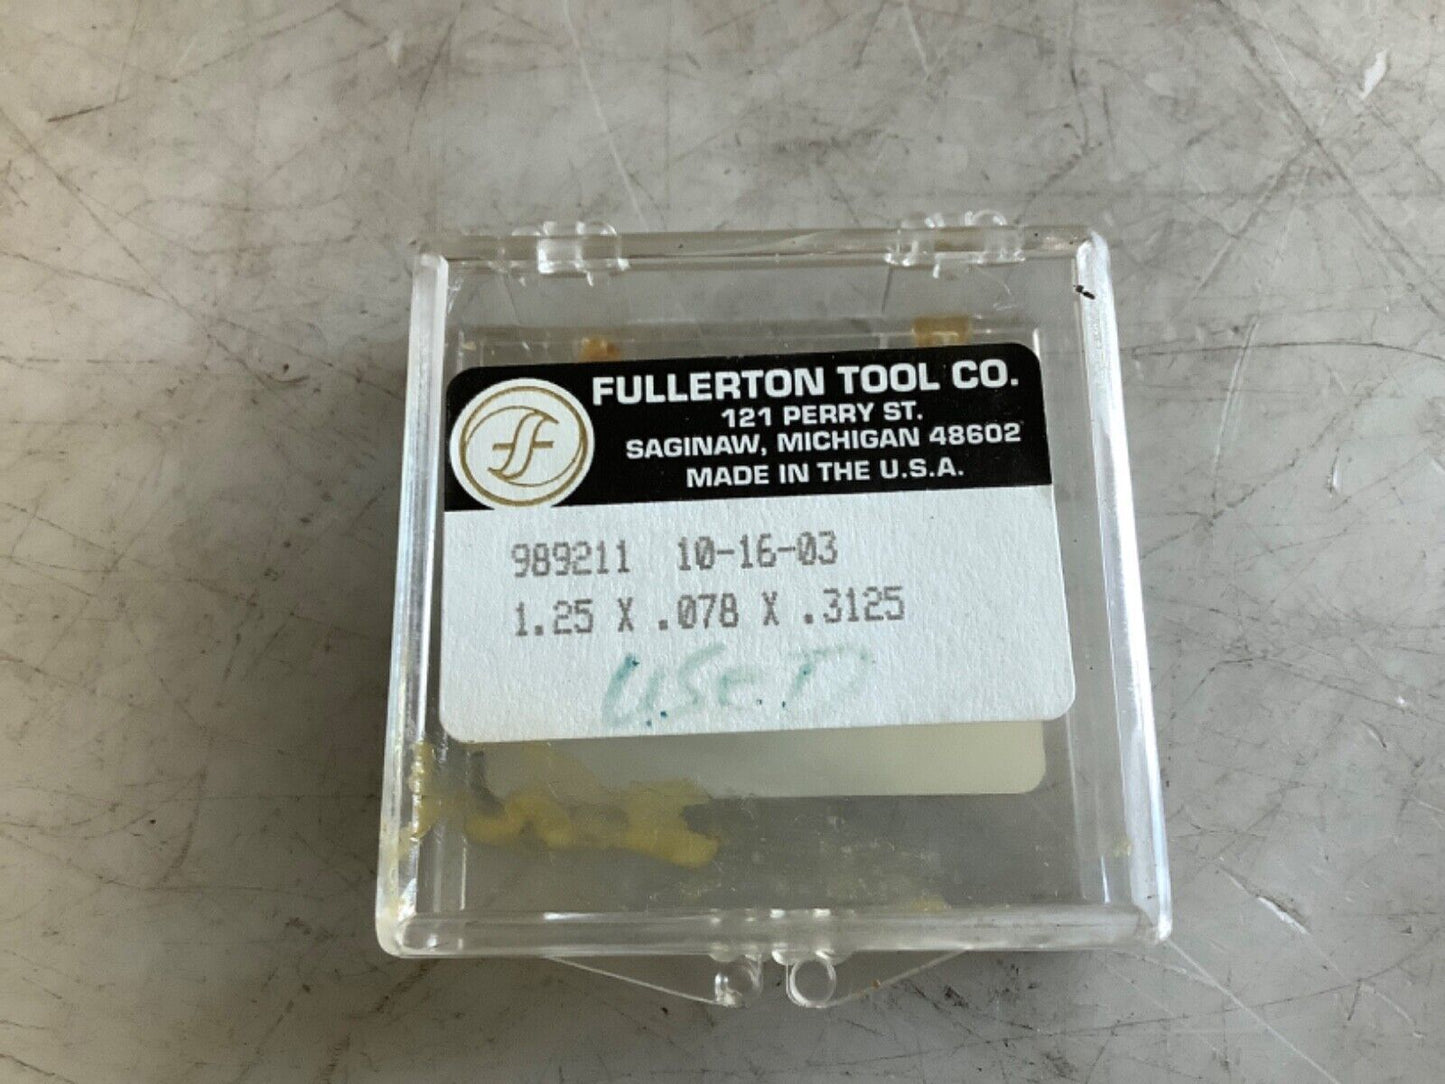 FULLERTON TOOL CO.
121 PERRY ST.
SAGINAW, MICHIGAN 48602
MADE IN THE U.S.A.
989211 10-16-03
1.25 X .078 X .3125
USeD